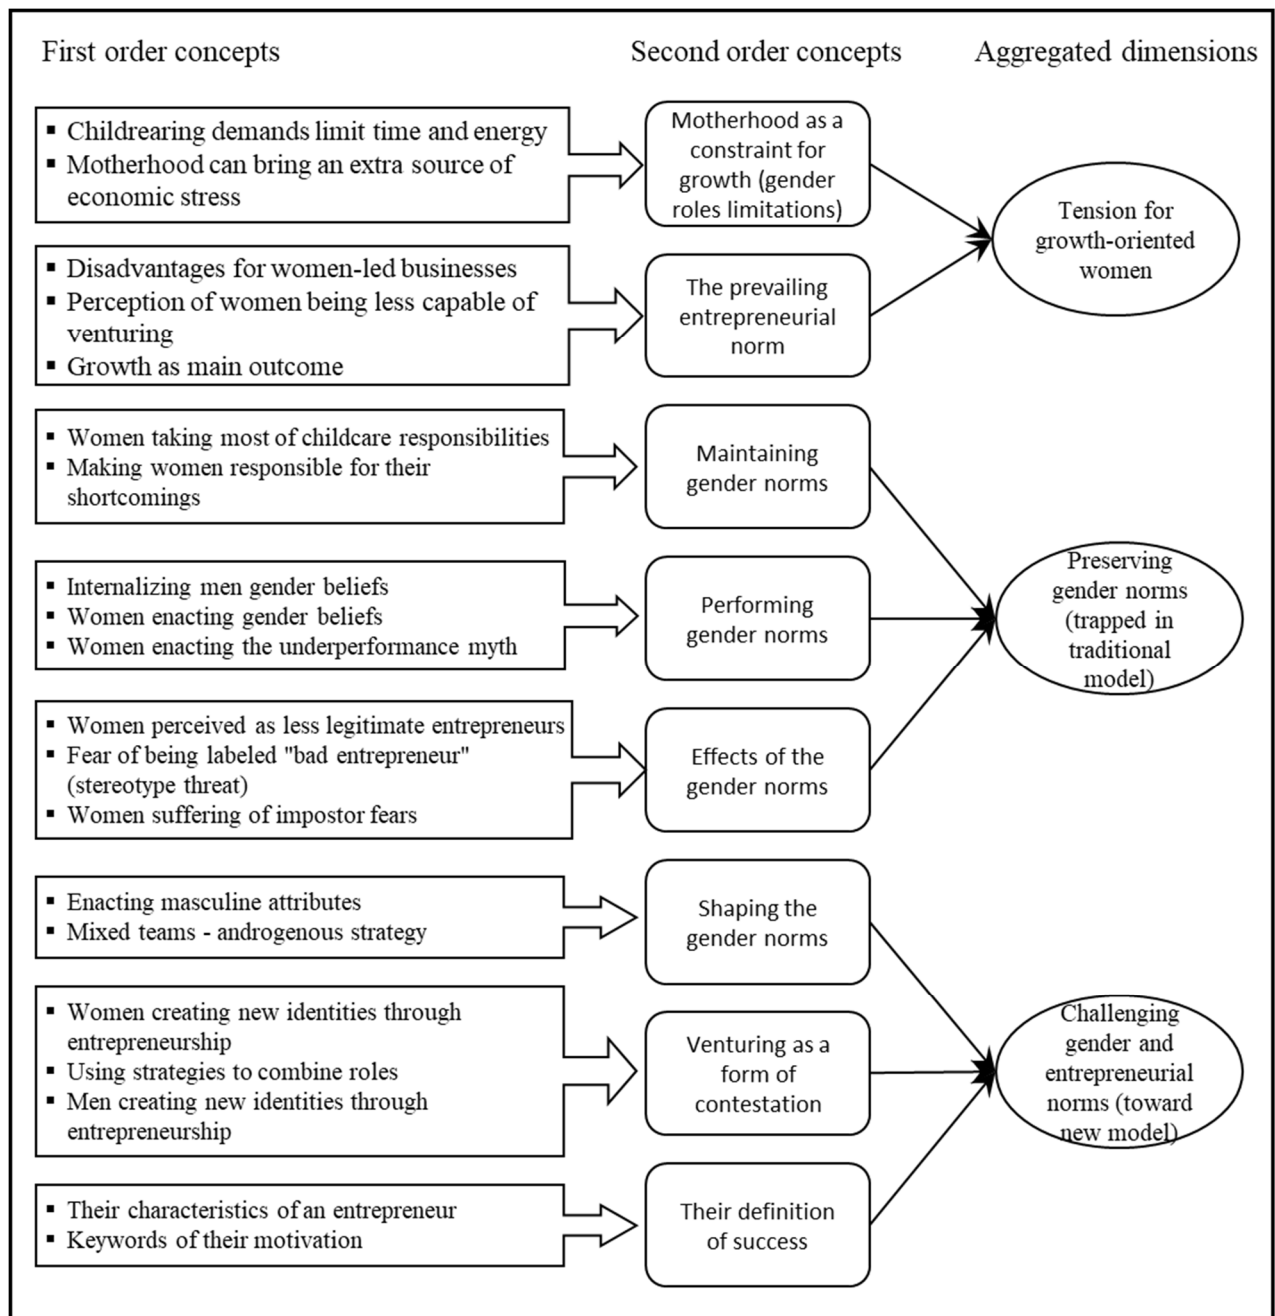 First order concepts
Second order concepts
Aggregated dimensions
▪ Childrearing demands limit time and energy
▪ Motherhood can bring an extra source of
economic stress
Motherhood as a
constraint for
growth (gender
roles limitations)
▪ Disadvantages for women-led businesses
▪ Perception of women being less capable of
venturing
▪ Growth as main outcome
The prevailing
entrepreneurial
norm
Tension for
growth-oriented
women
▪ Women taking most of childcare responsibilities
▪ Making women responsible for their
shortcomings
Maintaining
gender norms
▪ Internalizing men gender beliefs
▪ Women enacting gender beliefs
▪ Women enacting the underperformance myth
Performing
gender norms
▪ Women perceived as less legitimate entrepreneurs
▪ Fear of being labeled "bad entrepreneur"
(stereotype threat)
▪ Women suffering of impostor fears
Effects of the
gender norms
Preserving
gender norms
(trapped in
traditional
model)
▪ Enacting masculine attributes
▪ Mixed teams - androgenous strategy
Shaping the
gender norms
▪ Women creating new identities through
entrepreneurship
▪ Using strategies to combine roles
▪ Men creating new identities through
entrepreneurship
Venturing as a
form of
contestation
▪ Their characteristics of an entrepreneur
▪ Keywords of their motivation
Their definition
of success
Challenging
gender and
entrepreneurial
norms (toward
new model)